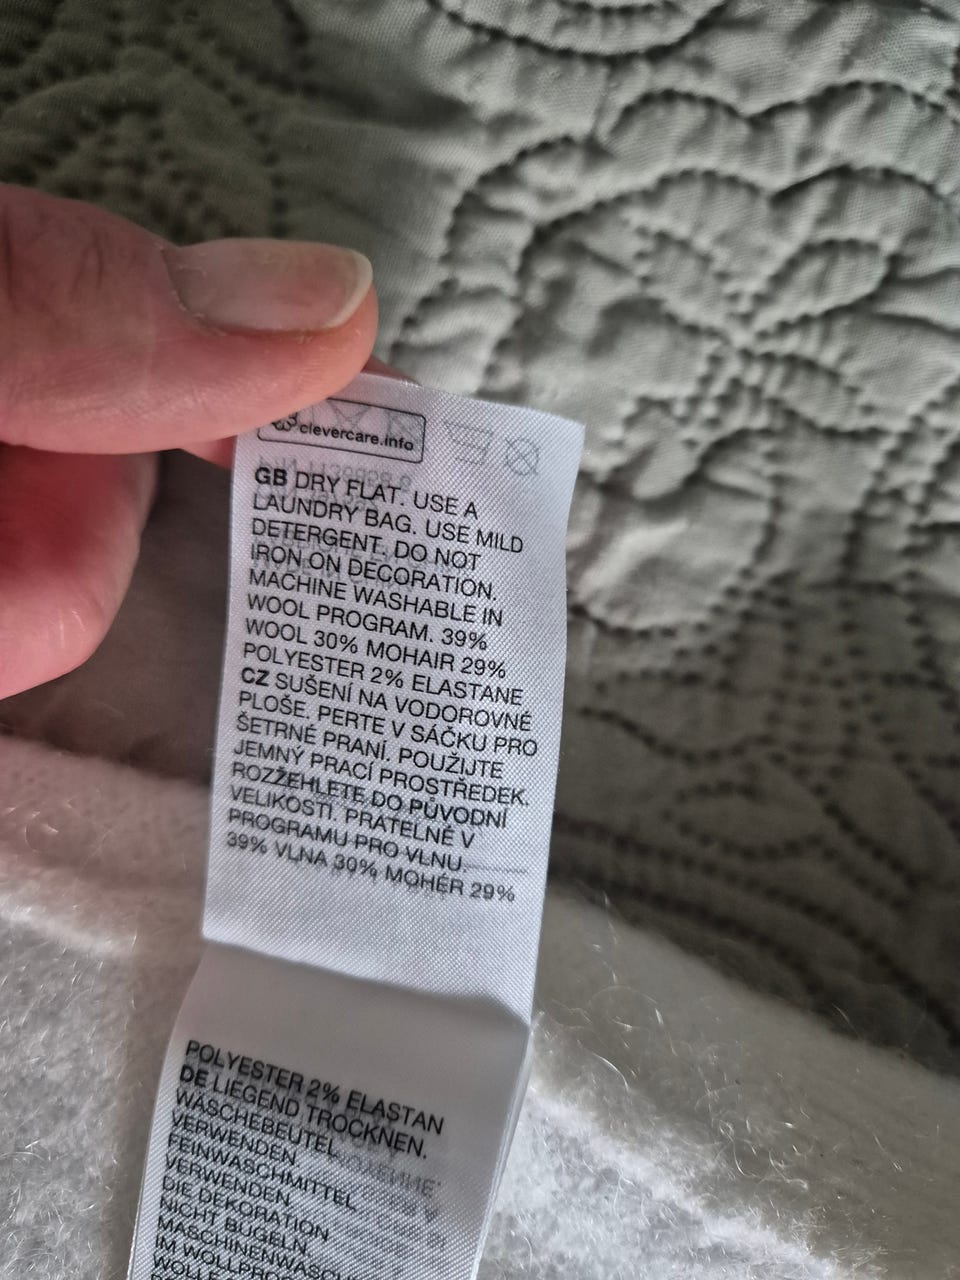 clevercare.info
GB DRY FLAT. USE A
LAUNDRY BAG. USE MILD
DETERGENT. DO NOT
IRON ON DECORATION.
MACHINE WASHABLE IN
WOOL PROGRAM. 39%
WOOL 30% MOHAIR 29%
POLYESTER 2% ELASTANE
CZ SUŠENÍ NA VODOROVNÉ
PLOŠE. PERTE V SÁČKU PRO
ŠETRNÉ PRANÍ. POUŽIJTE
JEMNÝ PRACÍ PROSTŘEDEK.
ROZŽEHLETE DO PŮVODNÍ
VELIKOSTI. PRATELNÉ V
PROGRAMU PRO VLNU.
39% VLNA 30% MOHÉR 29%
POLYESTER 2% ELASTAN
DE LIEGEND TROCKNEN.
WÄSCHEBEUTEL
VERWENDEN.
FEINWASCHMITTEL
VERWENDEN.
DIE DEKORATION
NICHT BÜGELN.
IM